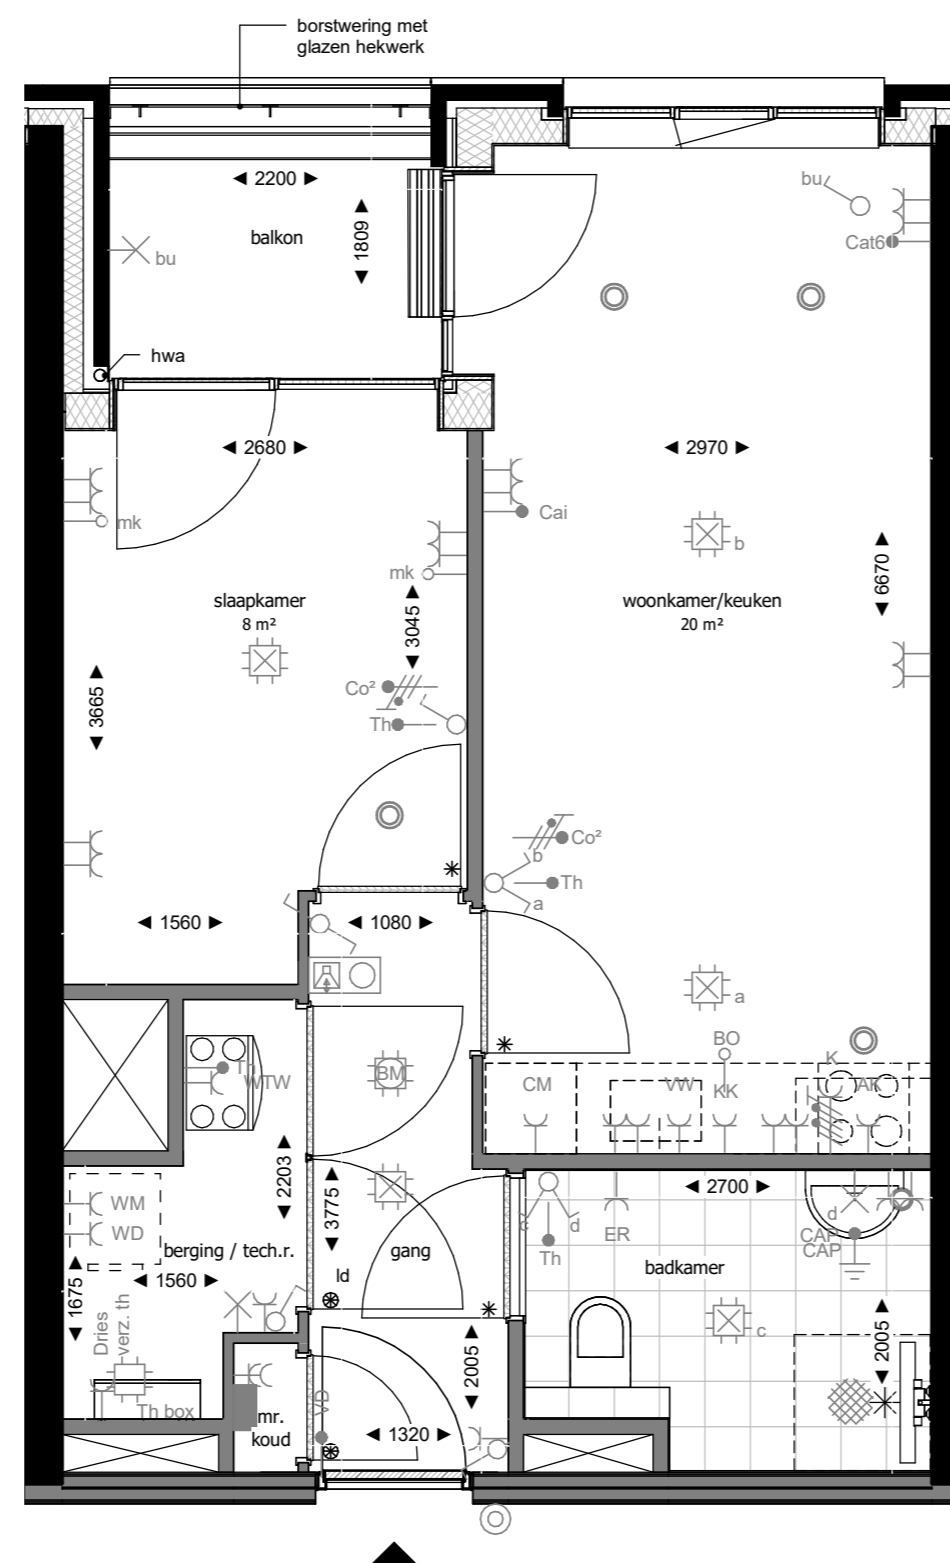 borstwering met
glazen hekwerk
2200
balkon
1809
bu
bu
Cat6
hwa
2680
2970
mk
Cai
b
mk
slaapkamer
8 m²
woonkamer/keuken
20 m²
6670
3045
Co²
Th
3665
Co²
b
Th
a
1560
1080
a
BO
K
BM
CM
VW
KK
AK
Th
WTW
2203
3775
2700
WM
WD
c
d
Th
ER
d
CAP
CAP
berging / tech.r.
gang
badkamer
1560
ld
1675
Dries
verz. th
c
2005
2005
Th box
VD
mr.
koud
1320